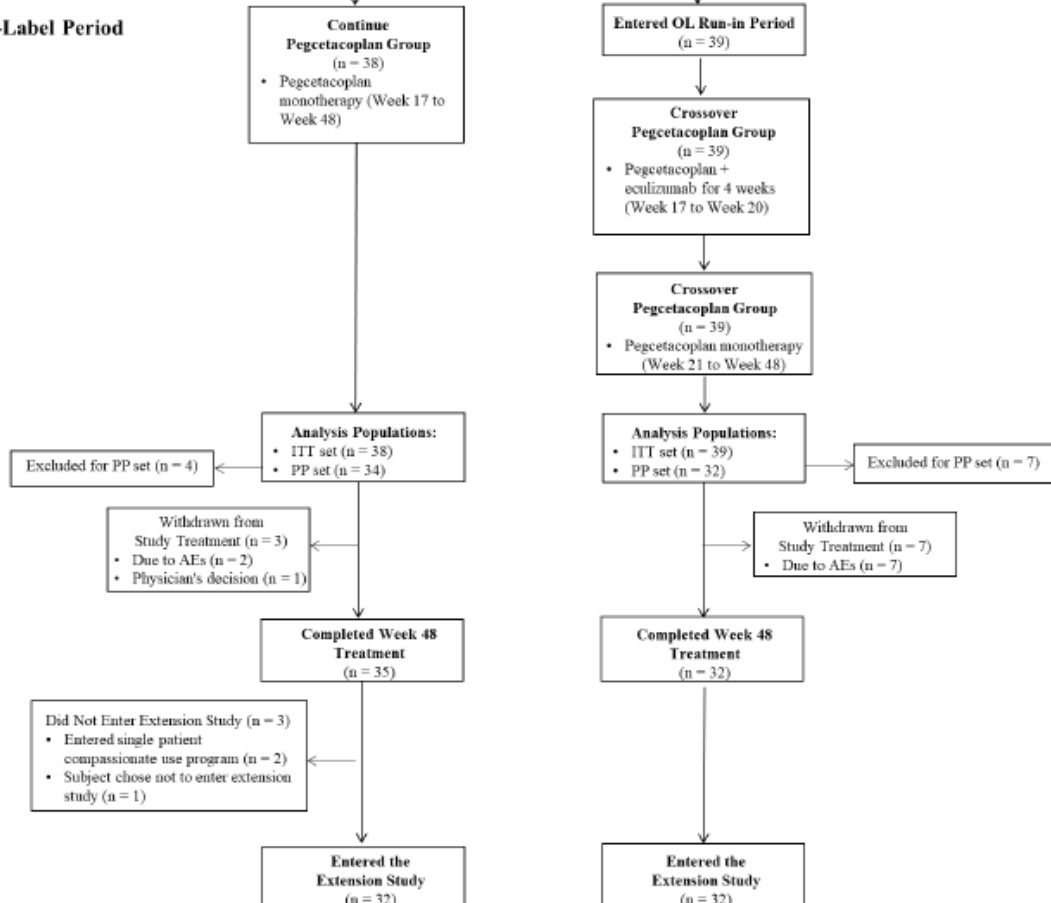 -Label Period
Continue
Pegcetacoplan Group
(n = 38)
• Pegcetacoplan
monotherapy (Week 17 to
Week 48)
Entered OL Run-in Period
(n = 39)
Crossover
Pegcetacoplan Group
(n = 39)
• Pegcetacoplan +
eculizumab for 4 weeks
(Week 17 to Week 20)
Crossover
Pegcetacoplan Group
(n = 39)
• Pegcetacoplan monotherapy
(Week 21 to Week 48)
Analysis Populations:
• ITT set (n = 38)
• PP set (n = 34)
Excluded for PP set (n = 4)
Analysis Populations:
• ITT set (n = 39)
• PP set (n = 32)
Excluded for PP set (n = 7)
Withdrawn from
Study Treatment (n = 3)
• Due to AEs (n = 2)
• Physician's decision (n = 1)
Withdrawn from
Study Treatment (n = 7)
• Due to AEs (n = 7)
Completed Week 48
Treatment
(n = 35)
Completed Week 48
Treatment
(n = 32)
Did Not Enter Extension Study (n = 3)
• Entered single patient
compassionate use program (n = 2)
• Subject chose not to enter extension
study (n = 1)
Entered the
Extension Study
(n = 32)
Entered the
Extension Study
(n = 32)